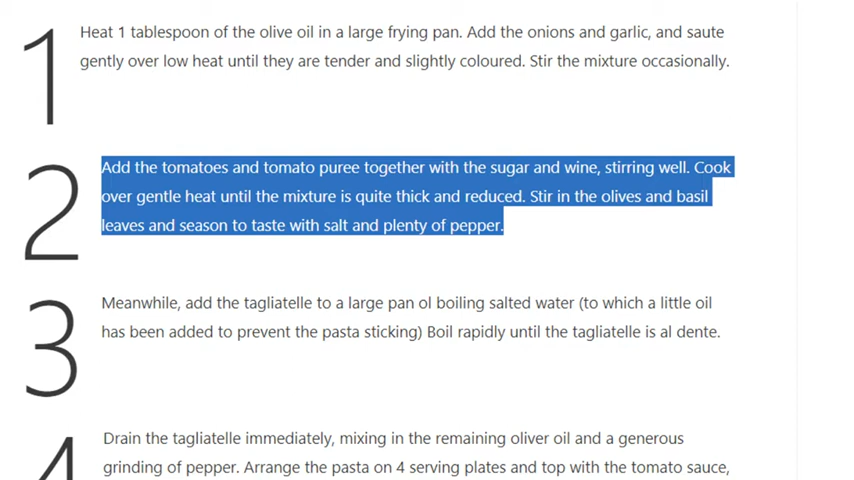 1
Heat 1 tablespoon of the olive oil in a large frying pan. Add the onions and garlic, and saute
gently over low heat until they are tender and slightly coloured. Stir the mixture occasionally.
2
Add the tomatoes and tomato puree together with the sugar and wine, stirring well. Cook
over gentle heat until the mixture is quite thick and reduced. Stir in the olives and basil
leaves and season to taste with salt and plenty of pepper.
3
Meanwhile, add the tagliatelle to a large pan ol boiling salted water (to which a little oil
has been added to prevent the pasta sticking) Boil rapidly until the tagliatelle is al dente.
4
Drain the tagliatelle immediately, mixing in the remaining oliver oil and a generous
grinding of pepper. Arrange the pasta on 4 serving plates and top with the tomato sauce,